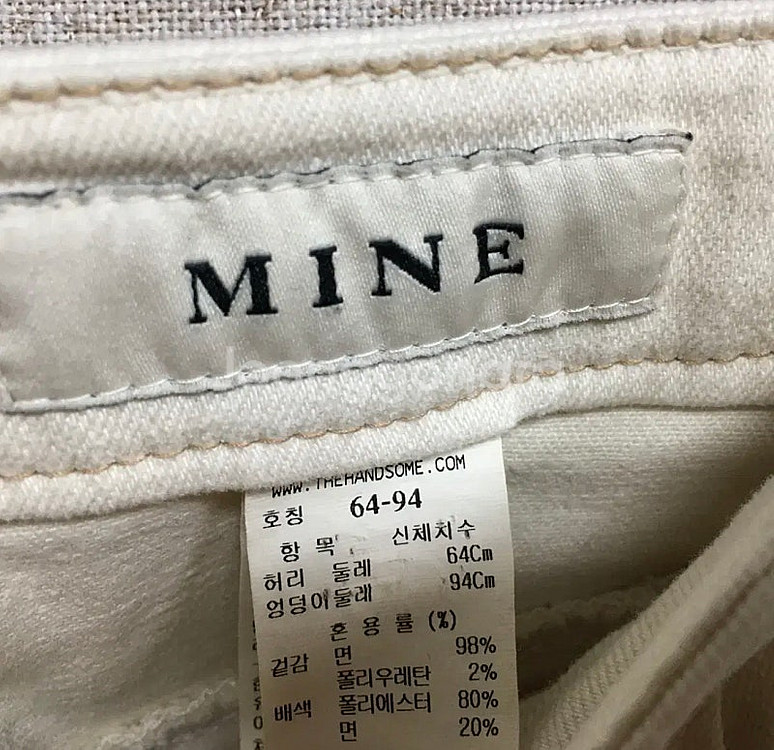 MINE
WWW.THEHANDSOME.COM
호칭 64-94
항 목 신체치수
허리 둘레 64Cm
엉덩이둘레 94Cm
혼 용 률 (%)
겉감 면 98%
폴리우레탄 2%
배색 폴리에스터 80%
면 20%